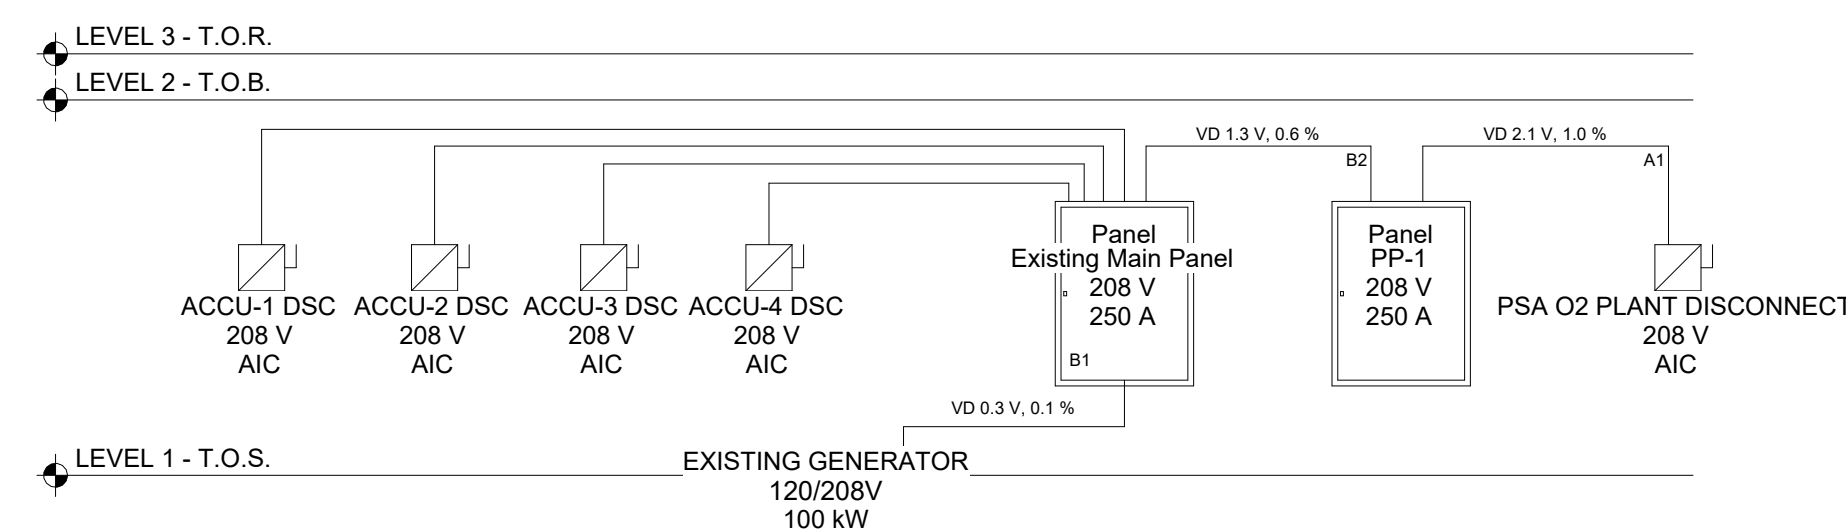 LEVEL 3 - T.O.R.
LEVEL 2 - T.O.B.
VD 1.3 V, 0.6 %
VD 2.1 V, 1.0 %
B2
A1
ACCU-1 DSC
208 V
AIC
ACCU-2 DSC
208 V
AIC
ACCU-3 DSC
208 V
AIC
ACCU-4 DSC
208 V
AIC
Panel
Existing Main Panel
208 V
250 A
B1
Panel
PP-1
208 V
250 A
PSA O2 PLANT DISCONNECT
208 V
AIC
VD 0.3 V, 0.1 %
LEVEL 1 - T.O.S.
EXISTING GENERATOR
120/208V
100 kW